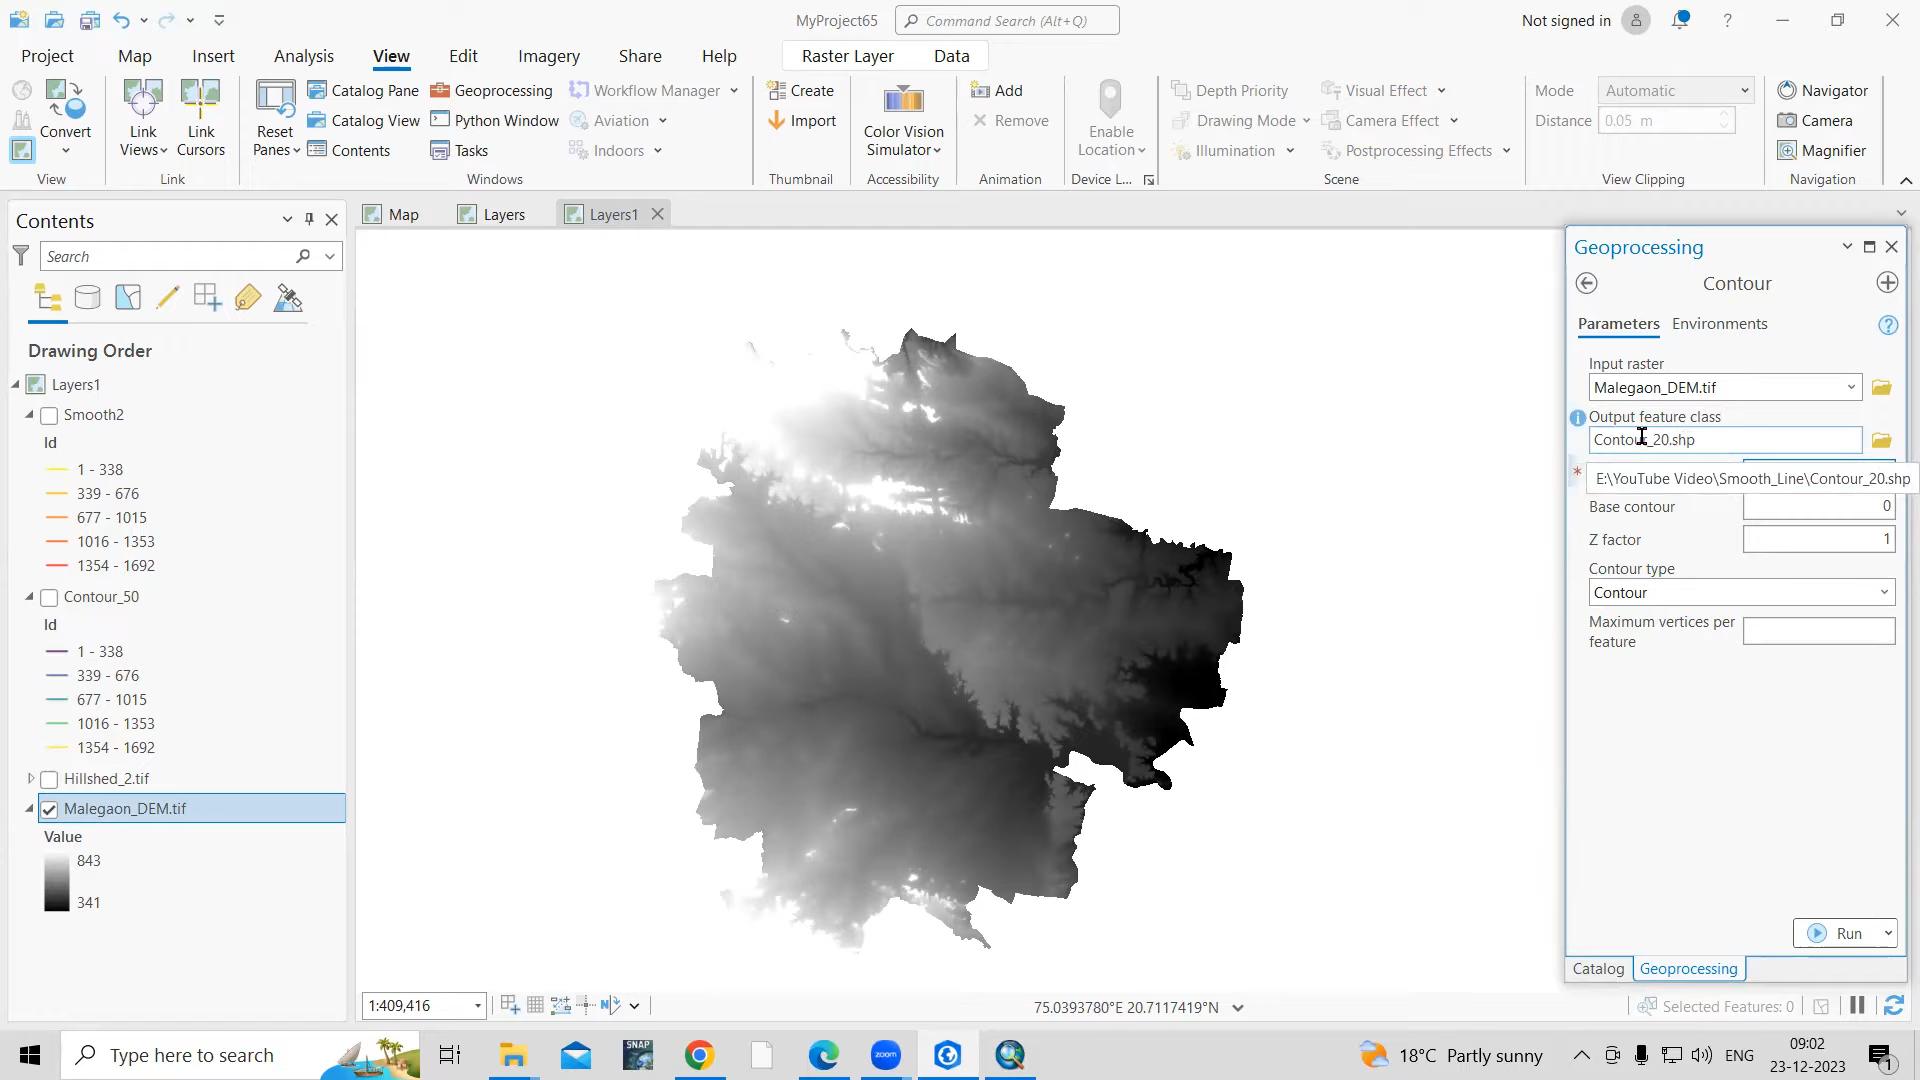 MyProject65
Command Search (Alt+Q)
Not signed in
Project
Map
Insert
Analysis
View
Edit
Imagery
Share
Help
Raster Layer
Data
Convert
View
Link
Views
Link
Cursors
Link
Reset
Panes
Catalog Pane
Catalog View
Contents
Geoprocessing
Python Window
Tasks
Workflow Manager
Aviation
Indoors
Windows
Create
Import
Thumbnail
Color Vision
Simulator
Accessibility
Add
Remove
Animation
Enable
Location
Device L...
Depth Priority
Drawing Mode
Illumination
Visual Effect
Camera Effect
Postprocessing Effects
Scene
Mode
Automatic
Distance
0.05 m
View Clipping
Navigator
Camera
Magnifier
Navigation
Contents
Search
Drawing Order
Layers1
Smooth2
Id
1 - 338
339 - 676
677 - 1015
1016 - 1353
1354 - 1692
Contour_50
Id
1 - 338
339 - 676
677 - 1015
1016 - 1353
1354 - 1692
Hillshed_2.tif
Malegaon_DEM.tif
Value
843
341
Map
Layers
Layers1
1:409,416
75.0393780°E 20.7117419°N
Selected Features: 0
Geoprocessing
Contour
Parameters
Environments
Input raster
Malegaon_DEM.tif
Output feature class
Contour_20.shp
E:\YouTube Video\Smooth_Line\Contour_20.shp
Base contour
0
Z factor
1
Contour type
Contour
Maximum vertices per
feature
Run
Catalog
Geoprocessing
Type here to search
SNAP
zoom
18°C Partly sunny
ENG
09:02
23-12-2023
1